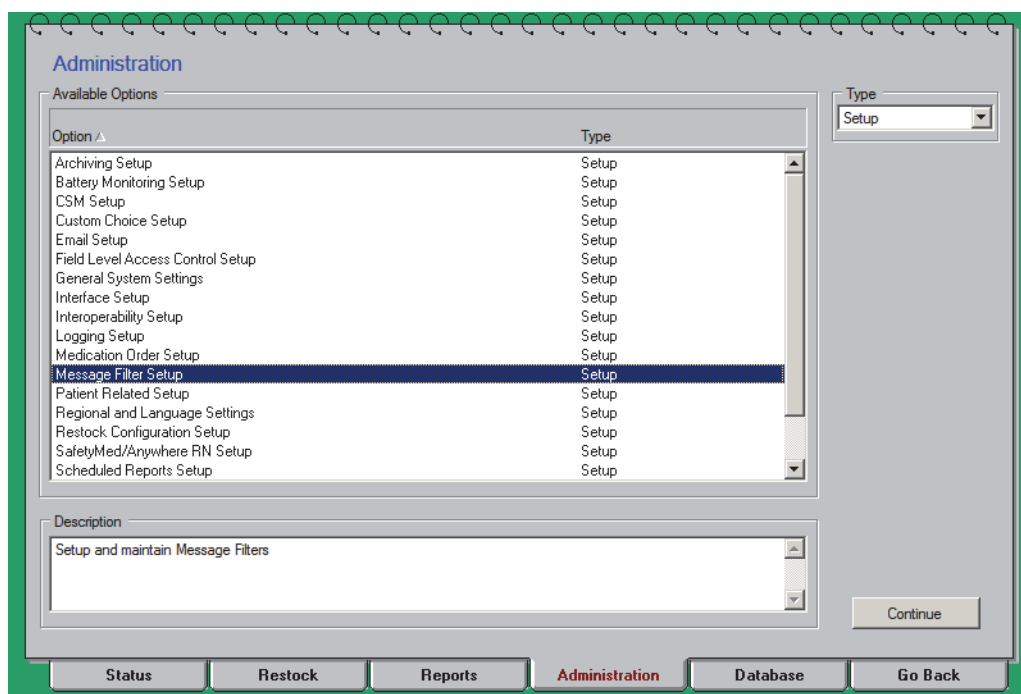 Administration
Available Options
Type
Setup
Option Type
Archiving Setup Setup
Battery Monitoring Setup Setup
CSM Setup Setup
Custom Choice Setup Setup
Email Setup Setup
Field Level Access Control Setup Setup
General System Settings Setup
Interface Setup Setup
Interoperability Setup Setup
Logging Setup Setup
Medication Order Setup Setup
Message Filter Setup Setup
Patient Related Setup Setup
Regional and Language Settings Setup
Restock Configuration Setup Setup
SafetyMed/Anywhere RN Setup Setup
Scheduled Reports Setup Setup
Description
Setup and maintain Message Filters
Continue
Status Restock Reports Administration Database Go Back